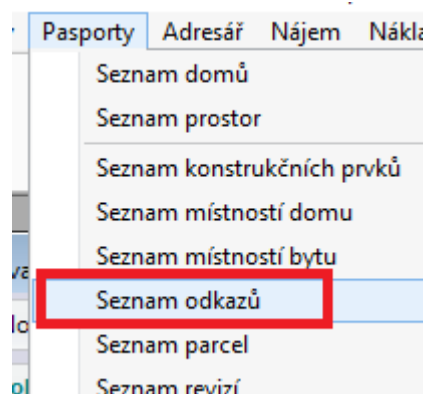 Pasporty Adresář Nájem
Seznam domů
Seznam prostor
Seznam konstrukčních prvků
Seznam místností domu
Seznam místností bytu
Seznam odkazů
Seznam parcel
Seznam revizí